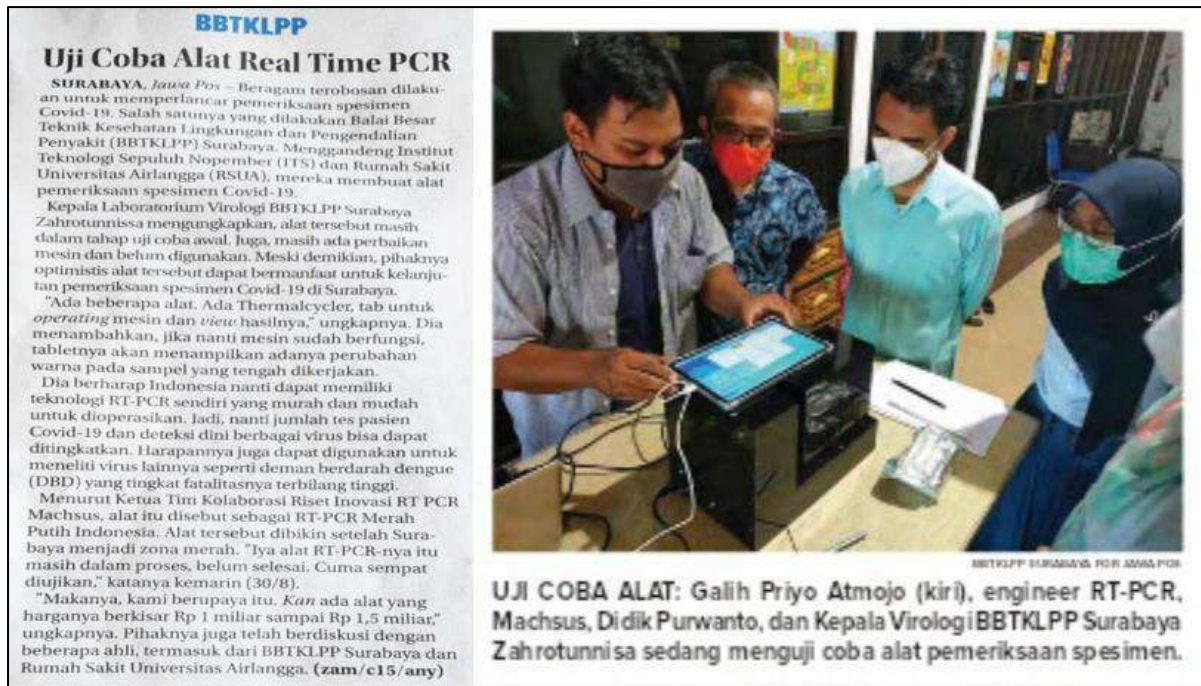 BBTKLPP
Uji Coba Alat Real Time PCR
SURABAYA, Jawa Pos – Beragam terobosan dilaku-
an untuk memperlancar pemeriksaan spesimen
Covid-19. Salah satunya yang dilakukan Balai Besar
Teknik Kesehatan Lingkungan dan Pengendalian
Penyakit (BBTKLPP) Surabaya. Menggandeng Institut
Teknologi Sepuluh Nopember (ITS) dan Rumah Sakit
Universitas Airlangga (RSUA), mereka membuat alat
pemeriksaan spesimen Covid-19.
Kepala Laboratorium Virologi BBTKLPP Surabaya
Zahrotunnissa mengungkapkan, alat tersebut masih
dalam tahap uji coba awal. Juga, masih ada perbaikan
mesin dan belum digunakan. Meski demikian, pihaknya
optimistis alat tersebut dapat bermanfaat untuk kelanju-
tan pemeriksaan spesimen Covid-19 di Surabaya.
"Ada beberapa alat. Ada Thermalcycler, tab untuk
operating mesin dan view hasilnya," ungkapnya. Dia
menambahkan, jika nanti mesin sudah berfungsi,
tabletnya akan menampilkan adanya perubahan
warna pada sampel yang tengah dikerjakan.
Dia berharap Indonesia nanti dapat memiliki
teknologi RT-PCR sendiri yang murah dan mudah
untuk dioperasikan. Jadi, nanti jumlah tes pasien
Covid-19 dan deteksi dini berbagai virus bisa dapat
ditingkatkan. Harapannya juga dapat digunakan untuk
meneliti virus lainnya seperti demam berdarah dengue
(DBD) yang tingkat fatalitasnya terbilang tinggi.
Menurut Ketua Tim Kolaborasi Riset Inovasi RT PCR
Machsus, alat itu disebut sebagai RT-PCR Merah
Putih Indonesia. Alat tersebut dibikin setelah Sura-
baya menjadi zona merah. "Iya alat RT-PCR-nya itu
masih dalam proses, belum selesai. Cuma sempat
diujikan," katanya kemarin (30/8).
"Makanya, kami berupaya itu. Kan ada alat yang
harganya berkisar Rp 1 miliar sampai Rp 1,5 miliar,"
ungkapnya. Pihaknya juga telah berdiskusi dengan
beberapa ahli, termasuk dari BBTKLPP Surabaya dan
Rumah Sakit Universitas Airlangga. (zam/c15/any)
BBTKLPP SURABAYA FOR JAWA POS
UJI COBA ALAT: Galih Priyo Atmojo (kiri), engineer RT-PCR,
Machsus, Didik Purwanto, dan Kepala Virologi BBTKLPP Surabaya
Zahrotunnisa sedang menguji coba alat pemeriksaan spesimen.